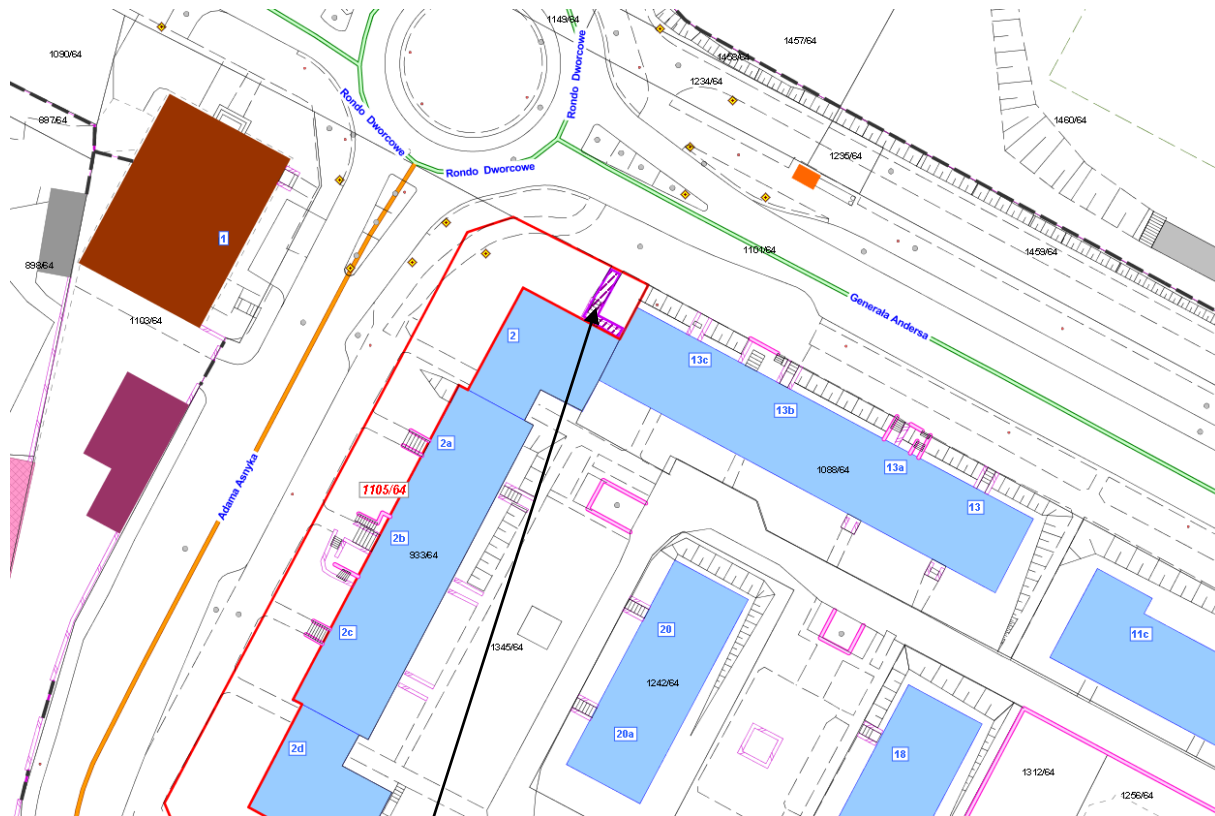 1149/64
1457/64
1090/64
1458/64
1234/64
Rondo Dworcowe
Rondo Dworcowe
897/64
1460/64
1235/64
Rondo Dworcowe
1
1101/64
1459/64
898/64
1103/64
Generała Andersa
2
13c
13b
2a
1088/64
13a
1105/64
Adama Asnyka
13
2b
933/64
2c
20
11c
1345/64
1242/64
20a
2d
18
1312/64
1256/64